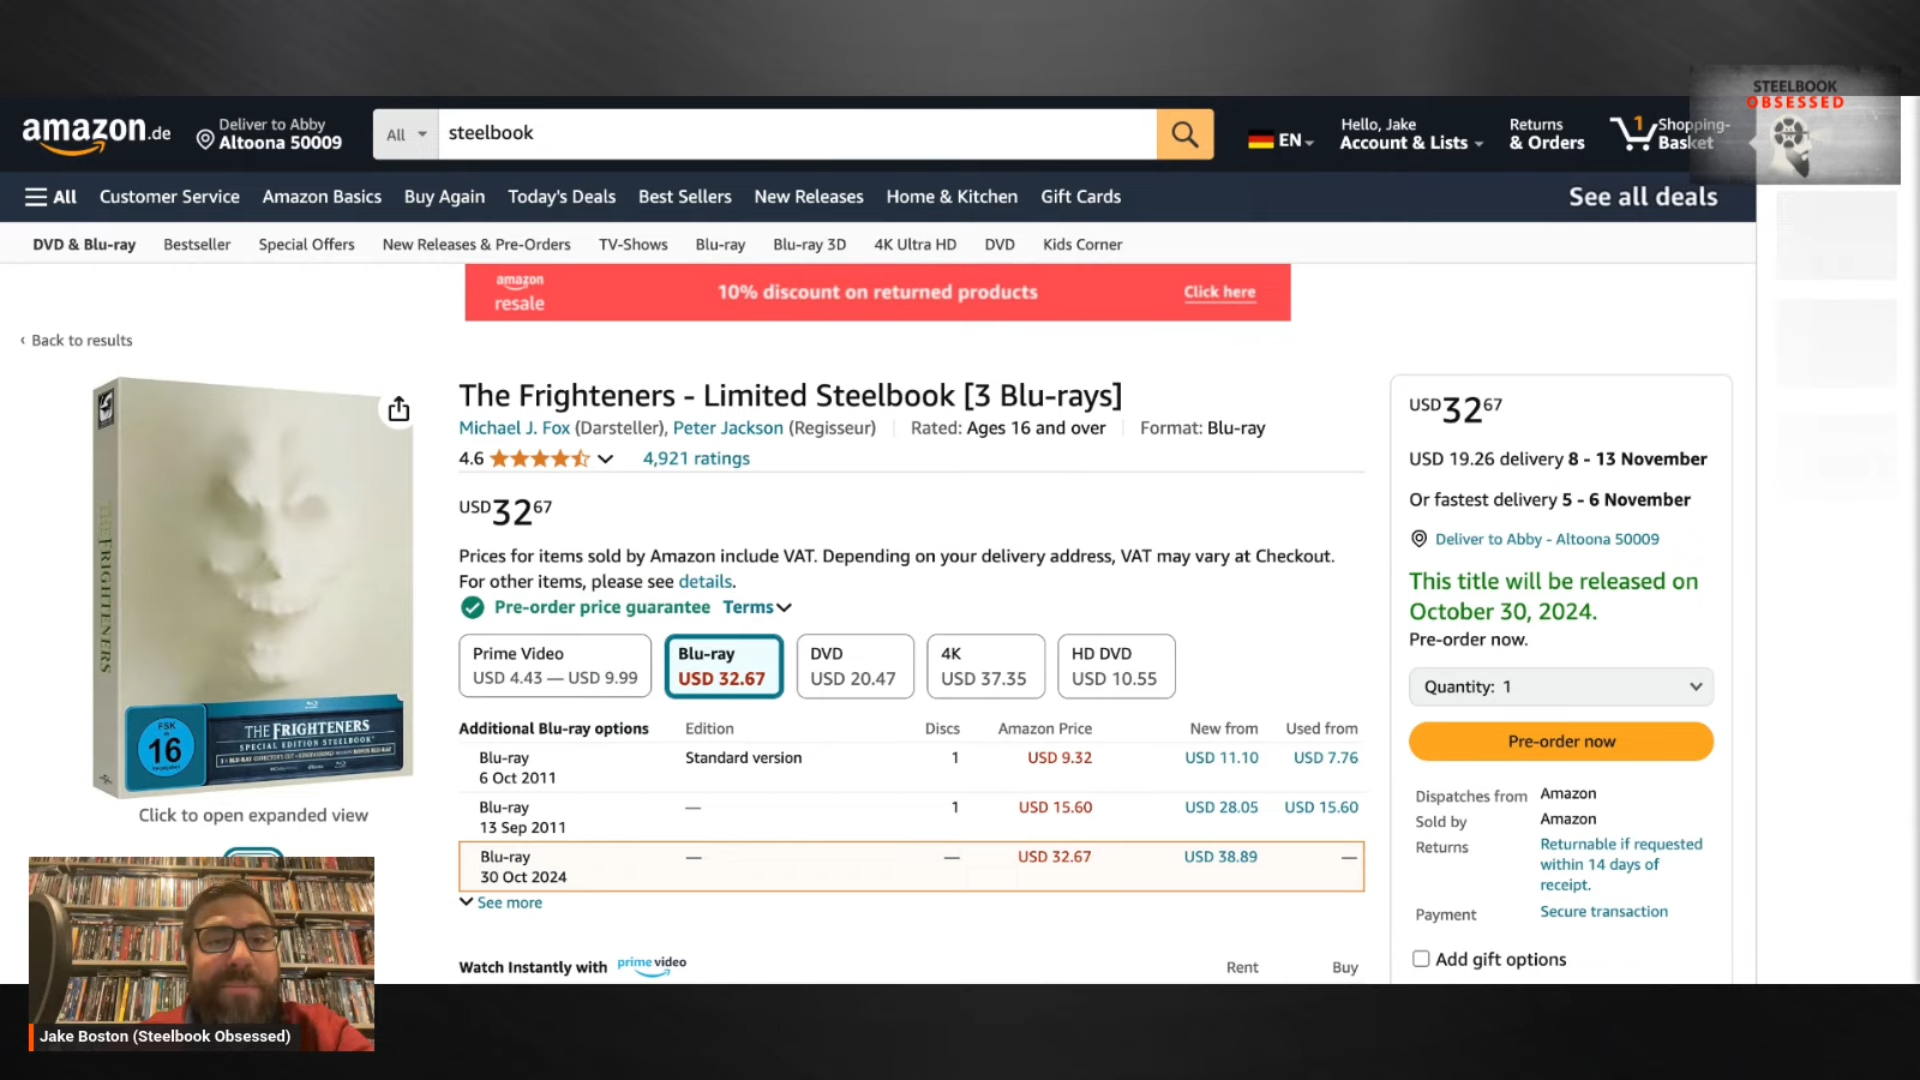 STEELBOOK
OBSESSED
amazon.de
Deliver to Abby
Altoona 50009
All
steelbook
EN
Hello, Jake
Account & Lists
Returns
& Orders
1
Shopping-
Basket
All
Customer Service
Amazon Basics
Buy Again
Today's Deals
Best Sellers
New Releases
Home & Kitchen
Gift Cards
See all deals
DVD & Blu-ray
Bestseller
Special Offers
New Releases & Pre-Orders
TV-Shows
Blu-ray
Blu-ray 3D
4K Ultra HD
DVD
Kids Corner
amazon
resale
10% discount on returned products
Click here
‹ Back to results
THE FRIGHTENERS
FSK
16
THE FRIGHTENERS
SPECIAL EDITION STEELBOOK
Click to open expanded view
The Frighteners - Limited Steelbook [3 Blu-rays]
Michael J. Fox (Darsteller), Peter Jackson (Regisseur) Rated: Ages 16 and over Format: Blu-ray
4.6 4,921 ratings
USD 32 67
Prices for items sold by Amazon include VAT. Depending on your delivery address, VAT may vary at Checkout.
For other items, please see details.
Pre-order price guarantee Terms
Prime Video
USD 4.43 — USD 9.99
Blu-ray
USD 32.67
DVD
USD 20.47
4K
USD 37.35
HD DVD
USD 10.55
Additional Blu-ray options Edition Discs Amazon Price New from Used from
Blu-ray Standard version 1 USD 9.32 USD 11.10 USD 7.76
6 Oct 2011
Blu-ray — 1 USD 15.60 USD 28.05 USD 15.60
13 Sep 2011
Blu-ray — — USD 32.67 USD 38.89 —
30 Oct 2024
See more
Watch Instantly with prime video Rent Buy
USD 32 67
USD 19.26 delivery 8 - 13 November
Or fastest delivery 5 - 6 November
Deliver to Abby - Altoona 50009
This title will be released on
October 30, 2024.
Pre-order now.
Quantity: 1
Pre-order now
Dispatches from Amazon
Sold by Amazon
Returns Returnable if requested
within 14 days of
receipt.
Payment Secure transaction
Add gift options
Jake Boston (Steelbook Obsessed)